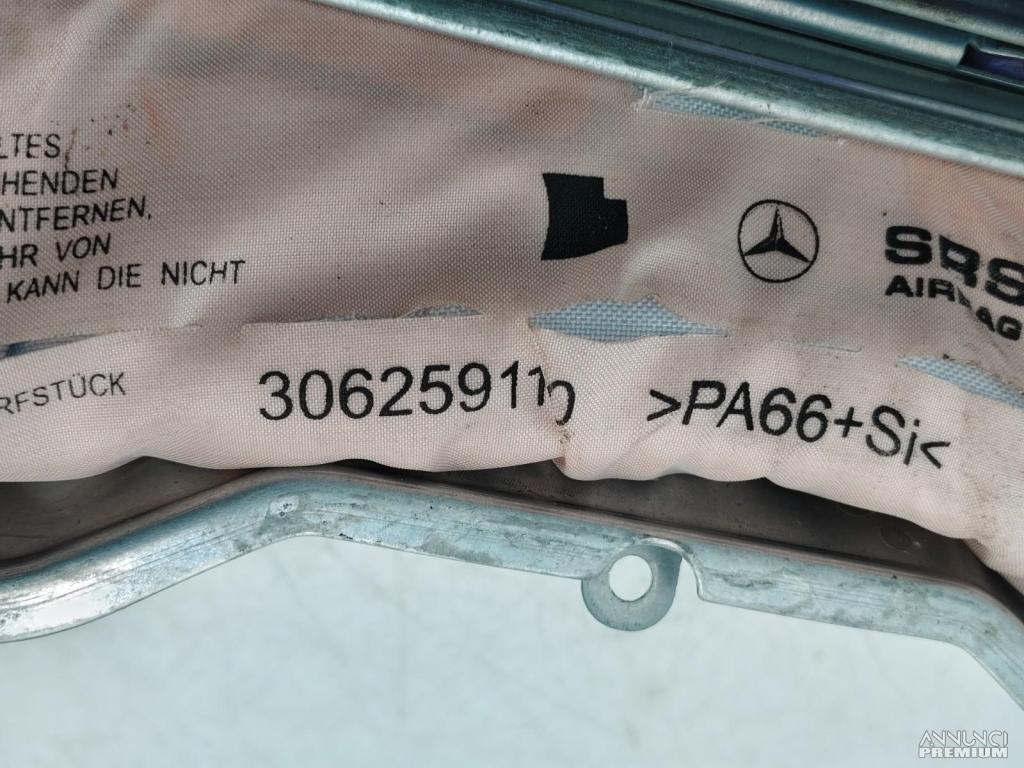 LTES
HENDEN
NTFERNEN,
HR VON
KANN DIE NICHT
SRS
AIRBAG
RFSTÜCK
>PA66+Si<
ANNUNCI
PREMIUM